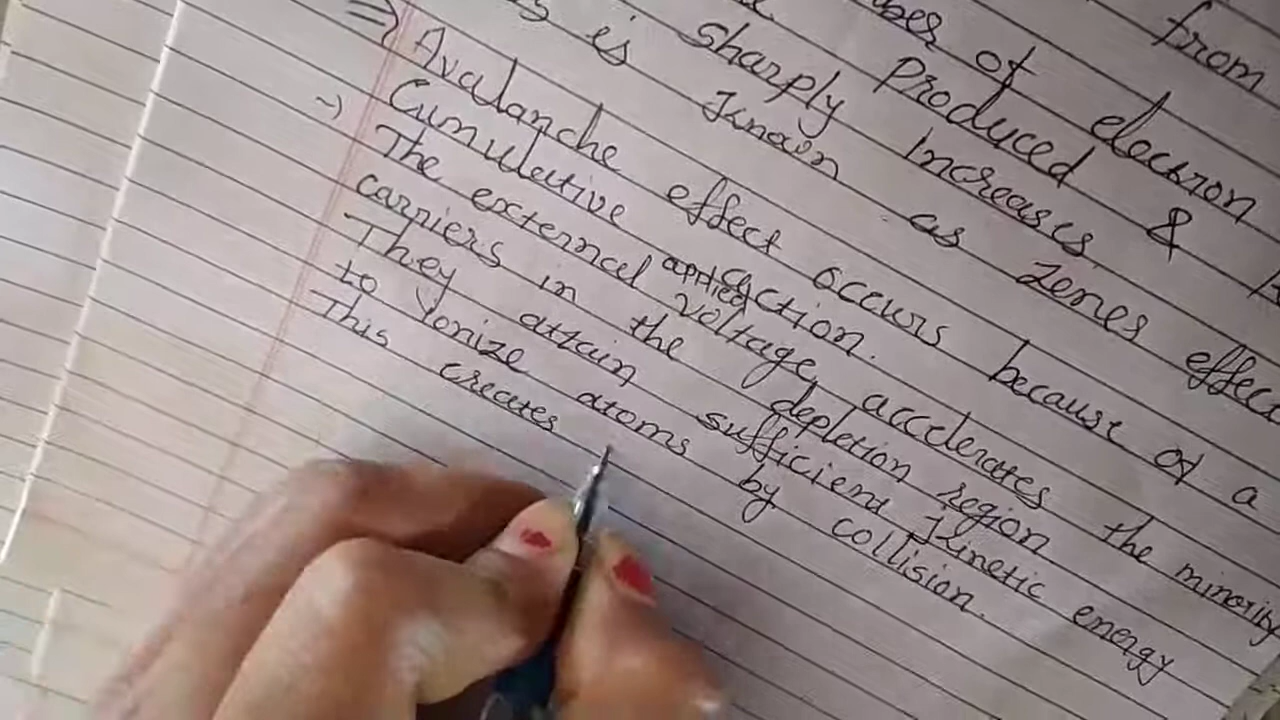 from
of electron
Produced &
sharply Increases.
is Known as Zener effect
=> Avalanche effect occurs because of a
Cumulative action.
-) The external applied voltage, accelerates the minority
carriers in the depletion region
They attain sufficient Kinetic energy
to Ionize atoms by collision.
This creates